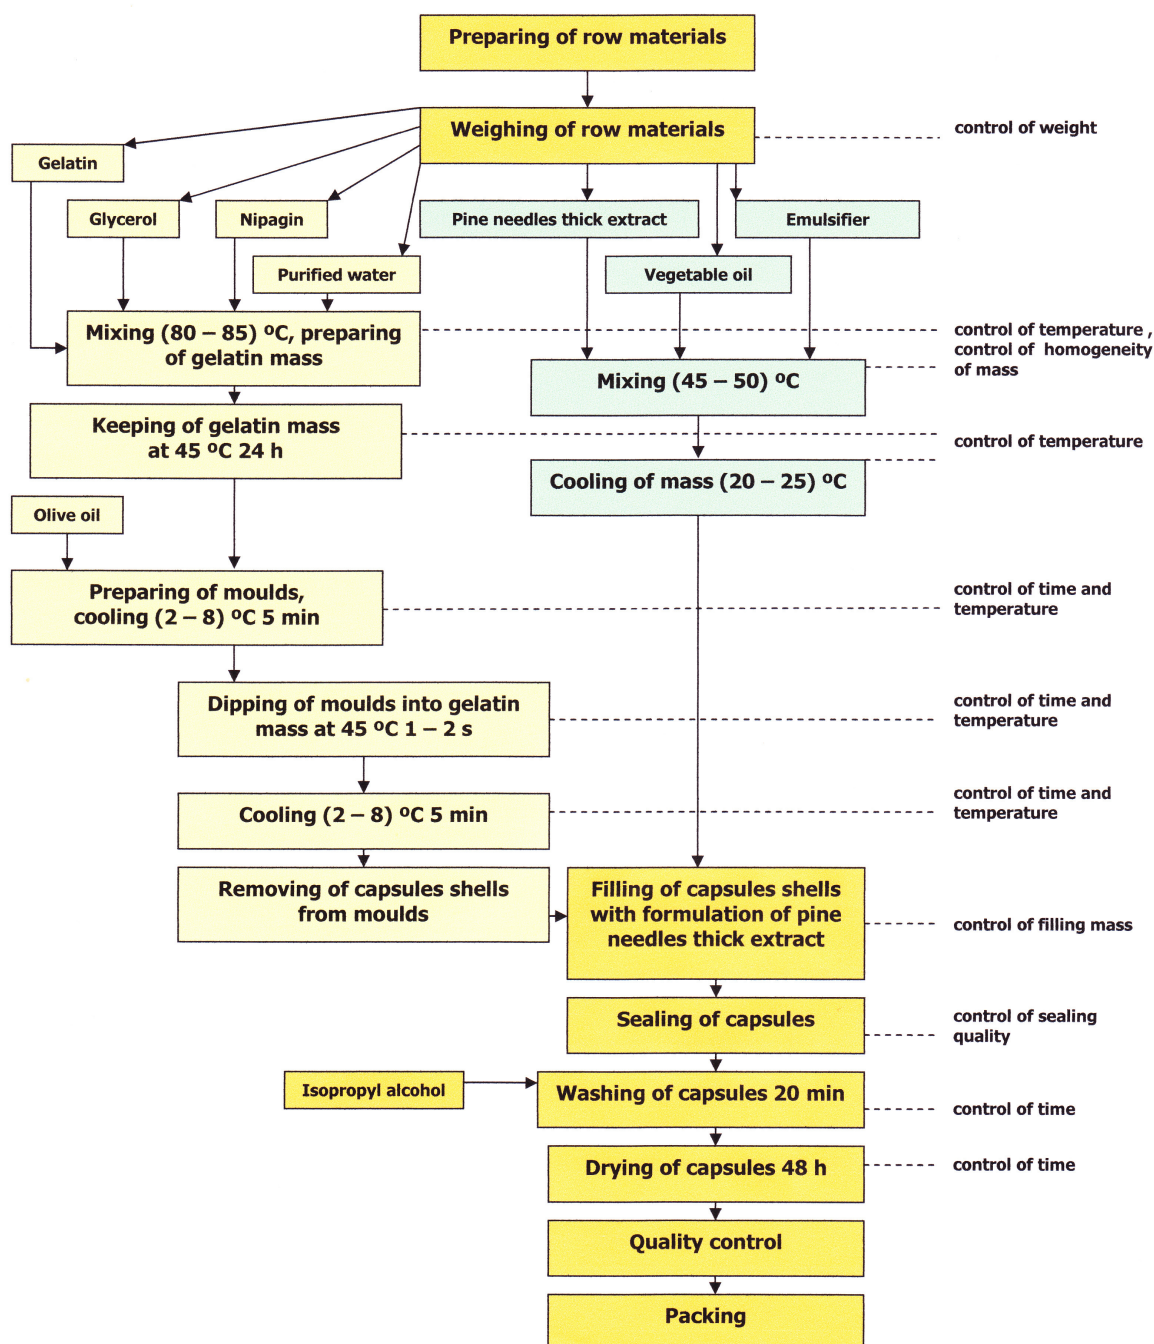 Preparing of row materials
Weighing of row materials
control of weight
Gelatin
Glycerol
Nipagin
Pine needles thick extract
Emulsifier
Purified water
Vegetable oil
Mixing (80 – 85) ºC, preparing
of gelatin mass
control of temperature ,
control of homogeneity
of mass
Mixing (45 – 50) ºC
Keeping of gelatin mass
at 45 ºC 24 h
control of temperature
Cooling of mass (20 – 25) ºC
Olive oil
Preparing of moulds,
cooling (2 – 8) ºC 5 min
control of time and
temperature
Dipping of moulds into gelatin
mass at 45 ºC 1 – 2 s
control of time and
temperature
Cooling (2 – 8) ºC 5 min
control of time and
temperature
Removing of capsules shells
from moulds
Filling of capsules shells
with formulation of pine
needles thick extract
control of filling mass
Sealing of capsules
control of sealing
quality
Isopropyl alcohol
Washing of capsules 20 min
control of time
Drying of capsules 48 h
control of time
Quality control
Packing